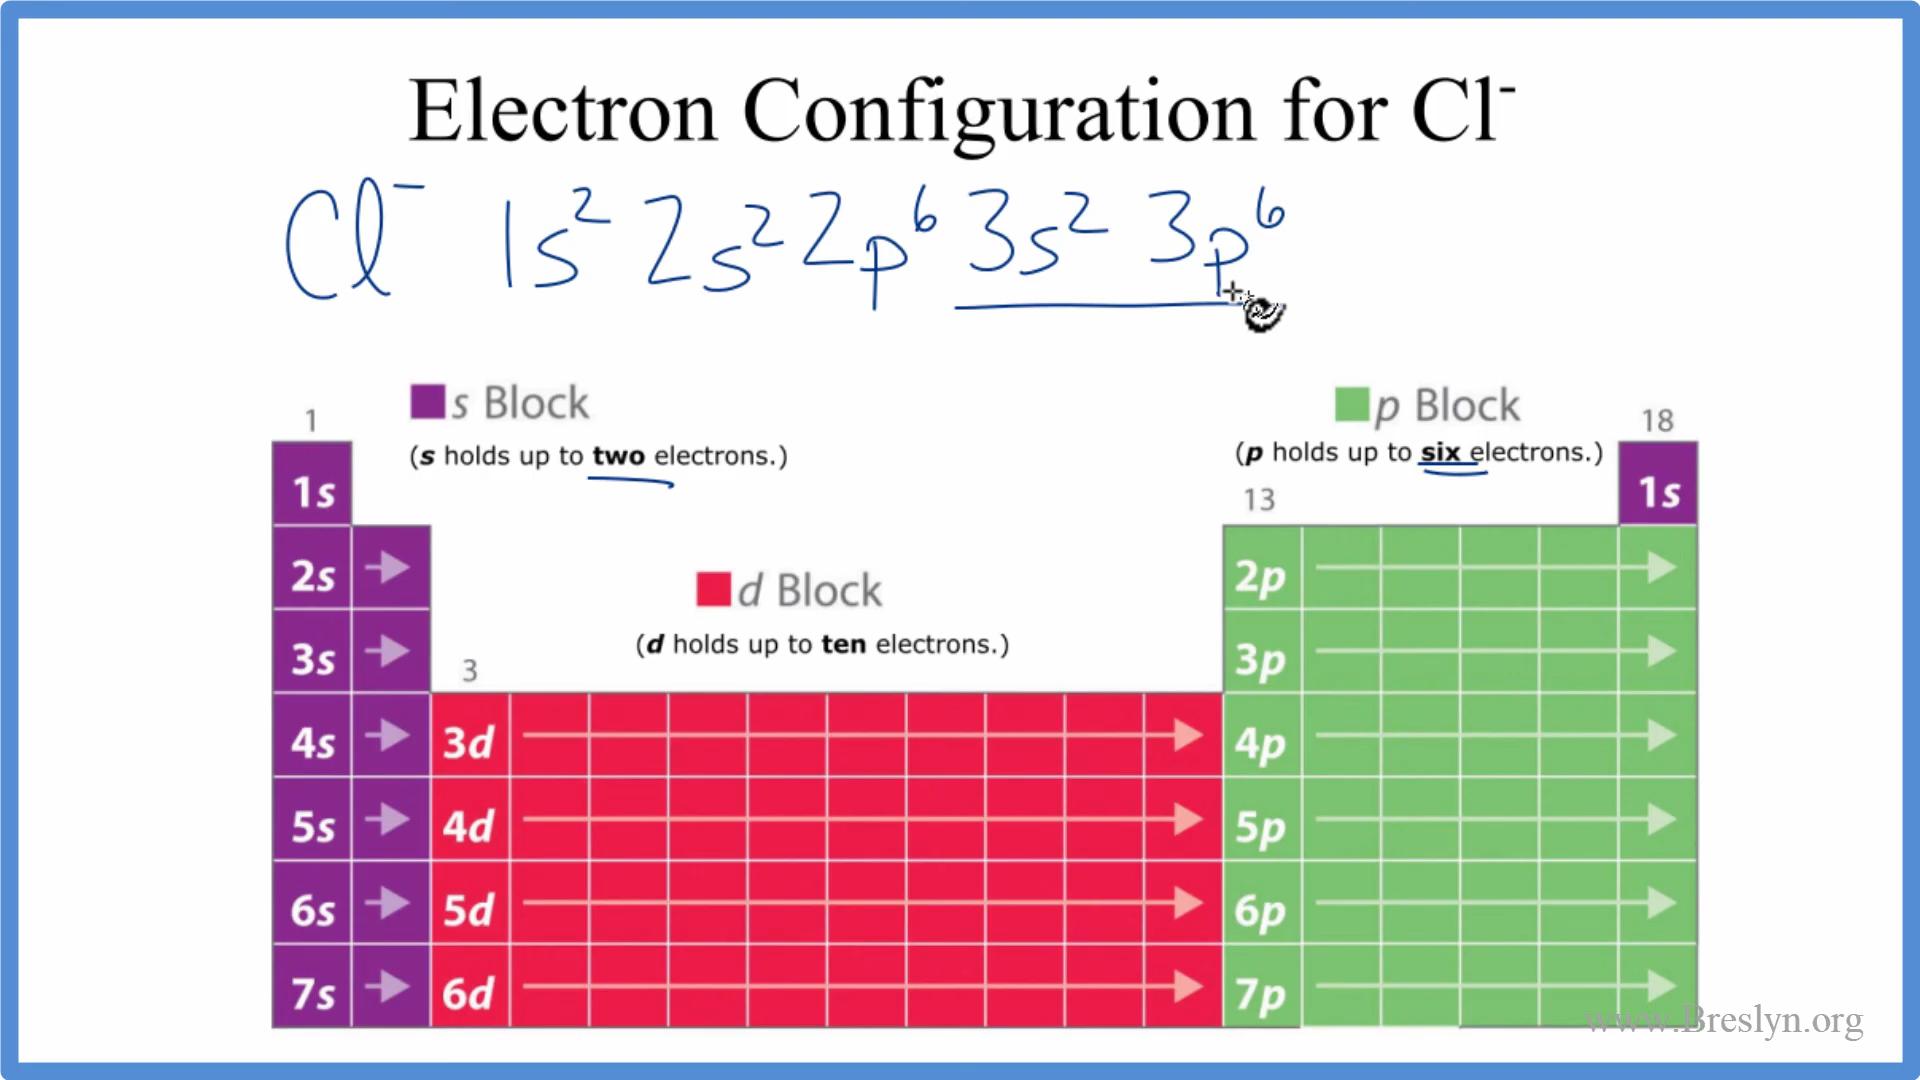 Electron Configuration for Cl⁻
Cl⁻ 1s² 2s² 2p⁶ 3s² 3p⁶
s Block
(s holds up to two electrons.)
p Block
(p holds up to six electrons.)
1
18
13
1s
1s
2s
2p
d Block
(d holds up to ten electrons.)
3s
3
3p
4s 3d 4p
5s 4d 5p
6s 5d 6p
7s 6d 7p
www.Breslyn.org